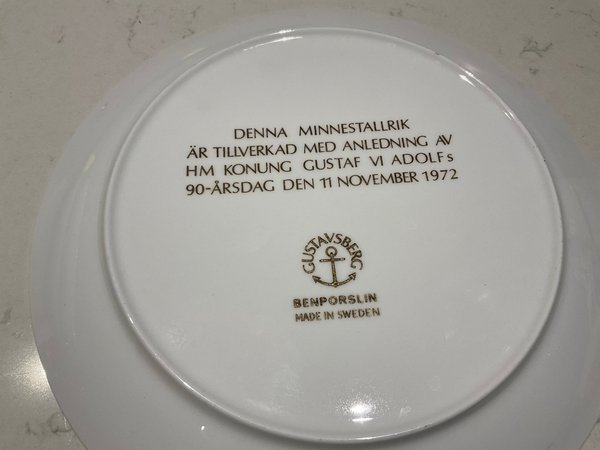 DENNA MINNESTALLRIK
ÄR TILLVERKAD MED ANLEDNING AV
HM KONUNG GUSTAF VI ADOLFs
90-ÅRSDAG DEN 11 NOVEMBER 1972
GUSTAVSBERG
BENPORSLIN
MADE IN SWEDEN